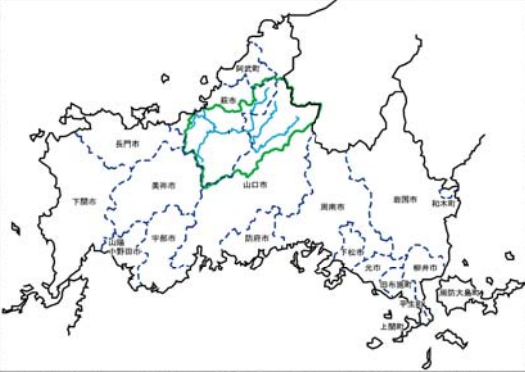 阿武町
萩市
長門市
美祢市
山口市
下関市
周南市
岩国市
和木町
山陽
小野田市
宇部市
防府市
下松市
光市
柳井市
田布施町
周防大島町
平生町
上関町